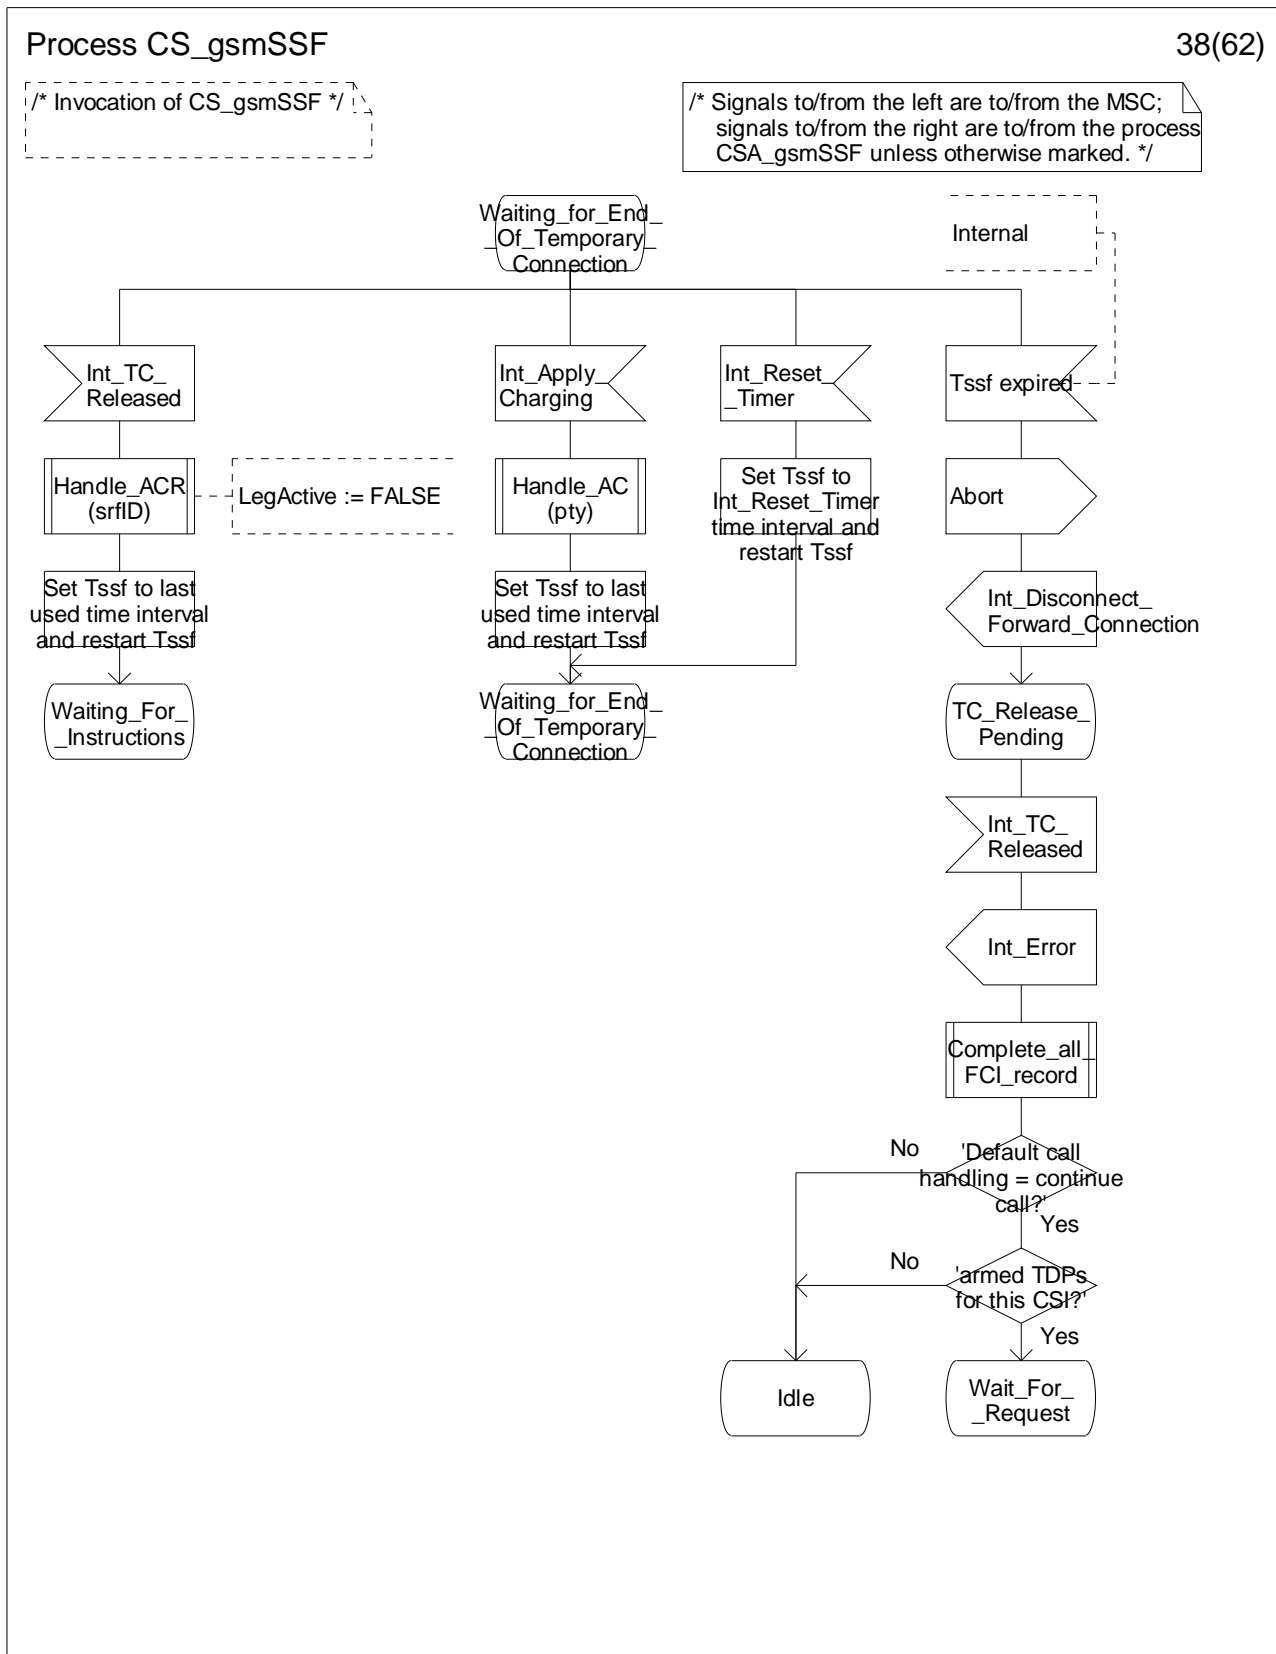 Process CS_gsmSSF
38(62)
/* Invocation of CS_gsmSSF */
/* Signals to/from the left are to/from the MSC;
signals to/from the right are to/from the process
CSA_gsmSSF unless otherwise marked. */
Waiting_for_End_
_Of_Temporary_
Connection
Internal
Int_TC_
Released
Int_Apply_
Charging
Int_Reset_
_Timer
Tssf expired
Handle_ACR
(srfID)
LegActive := FALSE
Handle_AC
(pty)
Set Tssf to
Int_Reset_Timer
time interval and
restart Tssf
Abort
Set Tssf to last
used time interval
and restart Tssf
Set Tssf to last
used time interval
and restart Tssf
Int_Disconnect_
Forward_Connection
Waiting_For_
_Instructions
Waiting_for_End_
_Of_Temporary_
Connection
TC_Release_
Pending
Int_TC_
Released
Int_Error
Complete_all_
FCI_record
No
'Default call
handling = continue
call?'
Yes
No
'armed TDPs
for this CSI?'
Yes
Idle
Wait_For_
_Request